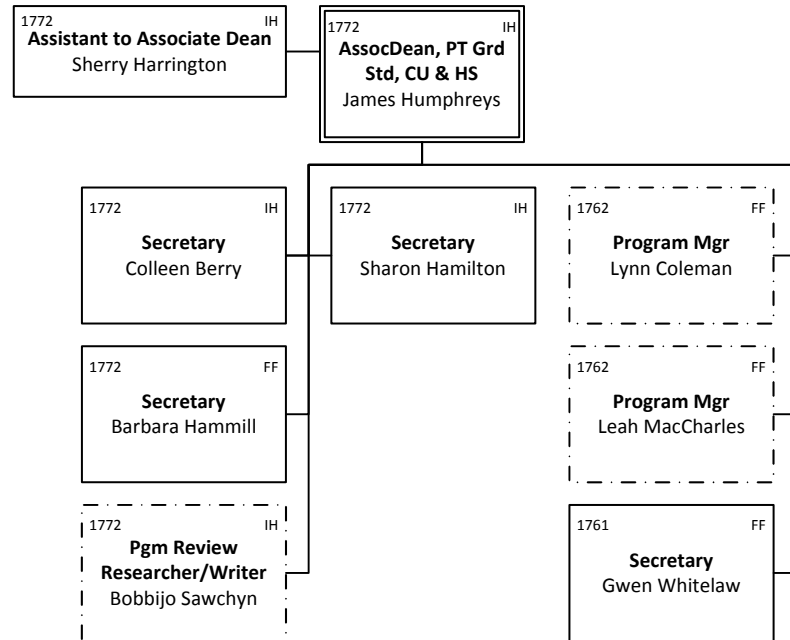 1772 IH
Assistant to Associate Dean
Sherry Harrington
1772 IH
AssocDean, PT Grd
Std, CU & HS
James Humphreys
1772 IH
Secretary
Colleen Berry
1772 IH
Secretary
Sharon Hamilton
1762 FF
Program Mgr
Lynn Coleman
1772 FF
Secretary
Barbara Hammill
1762 FF
Program Mgr
Leah MacCharles
1772 IH
Pgm Review
Researcher/Writer
Bobbijo Sawchyn
1761 FF
Secretary
Gwen Whitelaw